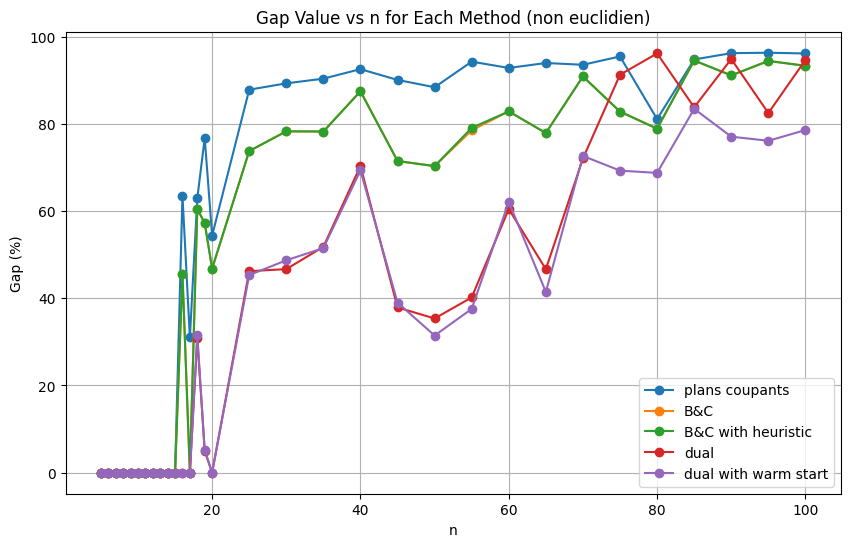 Gap Value vs n for Each Method (non euclidien)
Gap (%)
100
80
60
40
20
0
20
40
60
80
100
n
plans coupants
B&C
B&C with heuristic
dual
dual with warm start